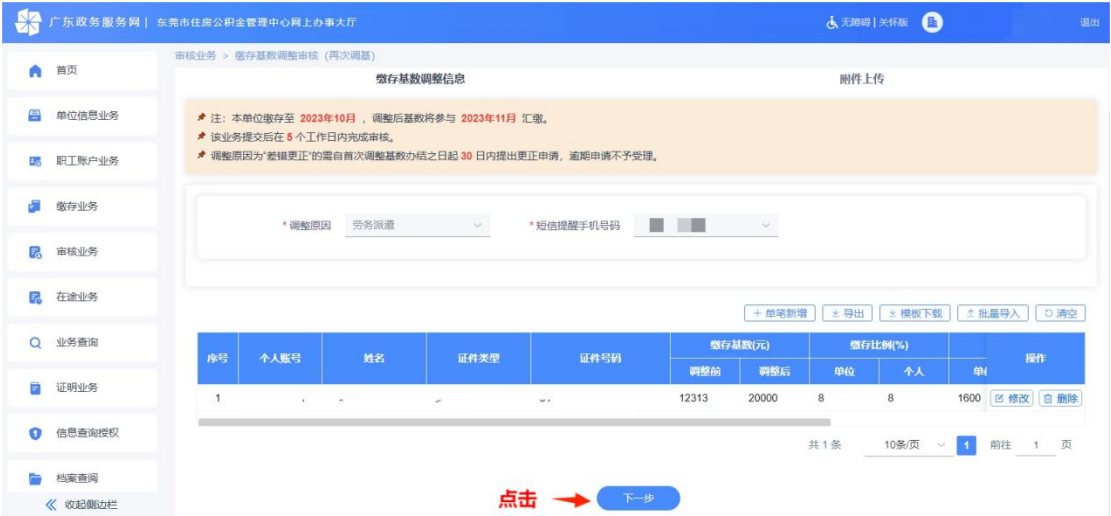 广东政务服务网 | 东莞市住房公积金管理中心网上办事大厅
无障碍 | 关怀版
退出
首页
单位信息业务
职工账户业务
缴存业务
审核业务
在途业务
业务查询
证明业务
信息查询授权
档案查阅
收起侧边栏
审核业务 > 缴存基数调整审核 (再次调基)
缴存基数调整信息
附件上传
注:本单位缴存至 2023年10月 ,调整后基数将参与 2023年11月 汇缴。
该业务提交后在 5 个工作日内完成审核。
调整原因为“差错更正”的需自首次调整基数办结之日起 30 日内提出更正申请,逾期申请不予受理。
* 调整原因 劳务派遣
* 短信提醒手机号码
+ 单笔新增 导出 模板下载 批量导入 清空
序号 个人账号 姓名 证件类型 证件号码 缴存基数(元) 缴存比例(%) 操作
调整前 调整后 单位 个人 单
1 12313 20000 8 8 1600 修改 删除
共 1 条 10条/页 1 前往 1 页
点击 下一步